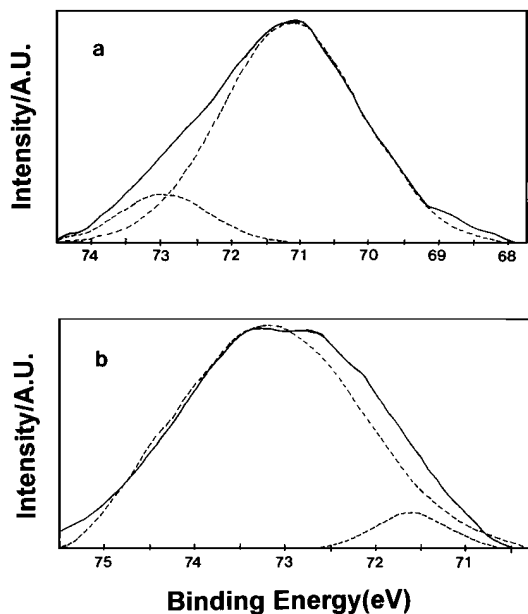 a
Intensity/A.U.
74 73 72 71 70 69 68
b
Intensity/A.U.
75 74 73 72 71
Binding Energy(eV)